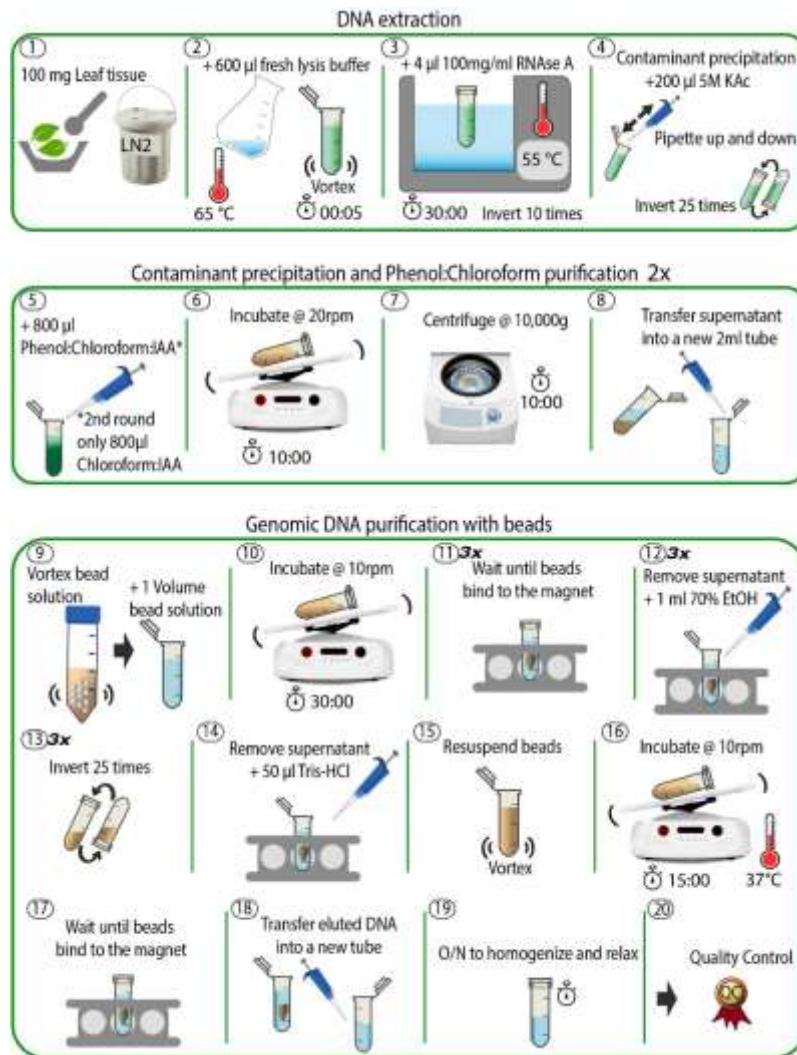 DNA extraction
1
100 mg Leaf tissue
LN2
2
+ 600 µl fresh lysis buffer
65 °C
Vortex
00:05
3
+ 4 µl 100mg/ml RNAse A
55 °C
30:00
Invert 10 times
4
Contaminant precipitation
+200 µl 5M KAc
Pipette up and down
Invert 25 times
Contaminant precipitation and Phenol:Chloroform purification 2x
5
+ 800 µl
Phenol:Chloroform:IAA*
*2nd round
only 800µl
Chloroform:IAA
6
Incubate @ 20rpm
10:00
7
Centrifuge @ 10,000g
10:00
8
Transfer supernatant
into a new 2ml tube
Genomic DNA purification with beads
9
Vortex bead
solution
+ 1 Volume
bead solution
10
Incubate @ 10rpm
30:00
11 3x
Wait until beads
bind to the magnet
12 3x
Remove supernatant
+ 1 ml 70% EtOH
13 3x
Invert 25 times
14
Remove supernatant
+ 50 µl Tris-HCl
15
Resuspend beads
Vortex
16
Incubate @ 10rpm
15:00
37°C
17
Wait until beads
bind to the magnet
18
Transfer eluted DNA
into a new tube
19
O/N to homogenize and relax
20
Quality Control